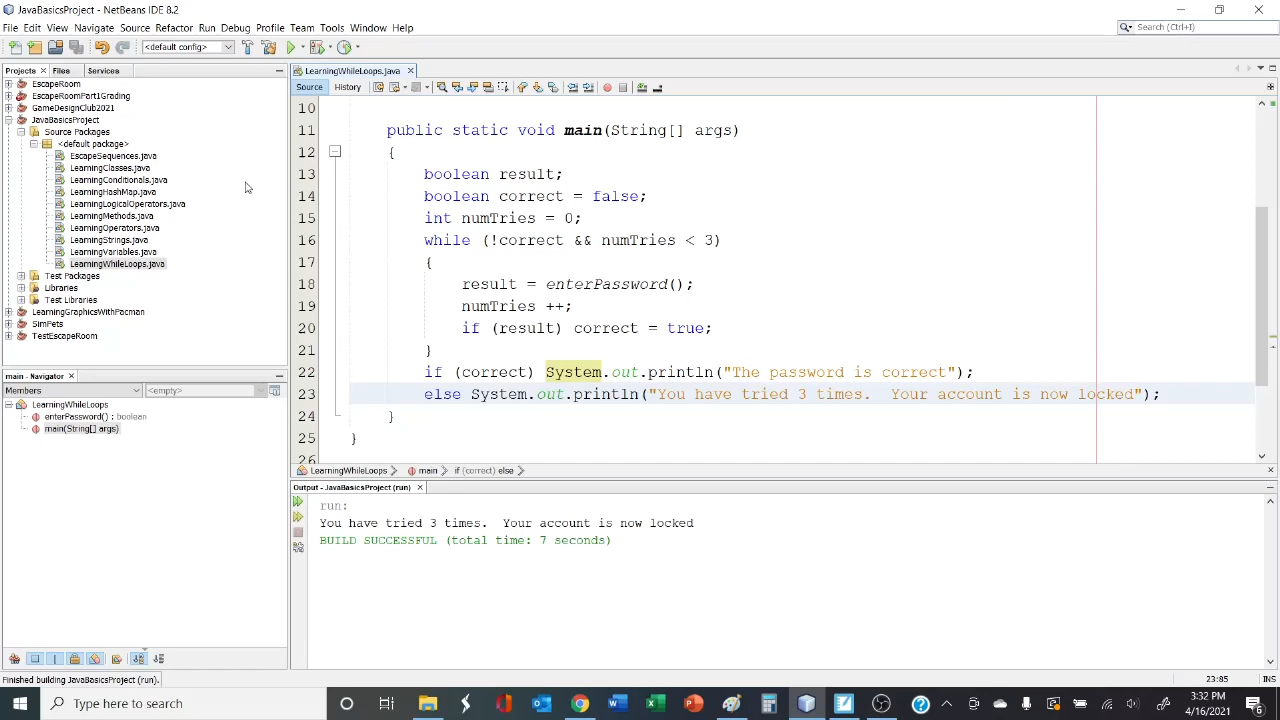 JavaBasicsProject - NetBeans IDE 8.2
File Edit View Navigate Source Refactor Run Debug Profile Team Tools Window Help
Search (Ctrl+I)
<default config>
Projects Files Services
EscapeRoom
EscapeRoomPart1Grading
GameDesignClub2021
JavaBasicsProject
Source Packages
<default package>
EscapeSequences.java
LearningClasses.java
LearningConditionals.java
LearningHashMap.java
LearningLogicalOperators.java
LearningMethods.java
LearningOperators.java
LearningStrings.java
LearningVariables.java
LearningWhileLoops.java
Test Packages
Libraries
Test Libraries
LearningGraphicsWithPacman
SimPets
TestEscapeRoom
main - Navigator
Members <empty>
LearningWhileLoops
enterPassword() : boolean
main(String[] args)
LearningWhileLoops.java
Source History
10
11 public static void main(String[] args)
12 {
13 boolean result;
14 boolean correct = false;
15 int numTries = 0;
16 while (!correct && numTries < 3)
17 {
18 result = enterPassword();
19 numTries ++;
20 if (result) correct = true;
21 }
22 if (correct) System.out.println("The password is correct");
23 else System.out.println("You have tried 3 times.  Your account is now locked");
24 }
25 }
26
LearningWhileLoops main if (correct) else
Output - JavaBasicsProject (run)
run:
You have tried 3 times.  Your account is now locked
BUILD SUCCESSFUL (total time: 7 seconds)
Finished building JavaBasicsProject (run).
23:85 INS
Type here to search
3:32 PM
4/16/2021
6